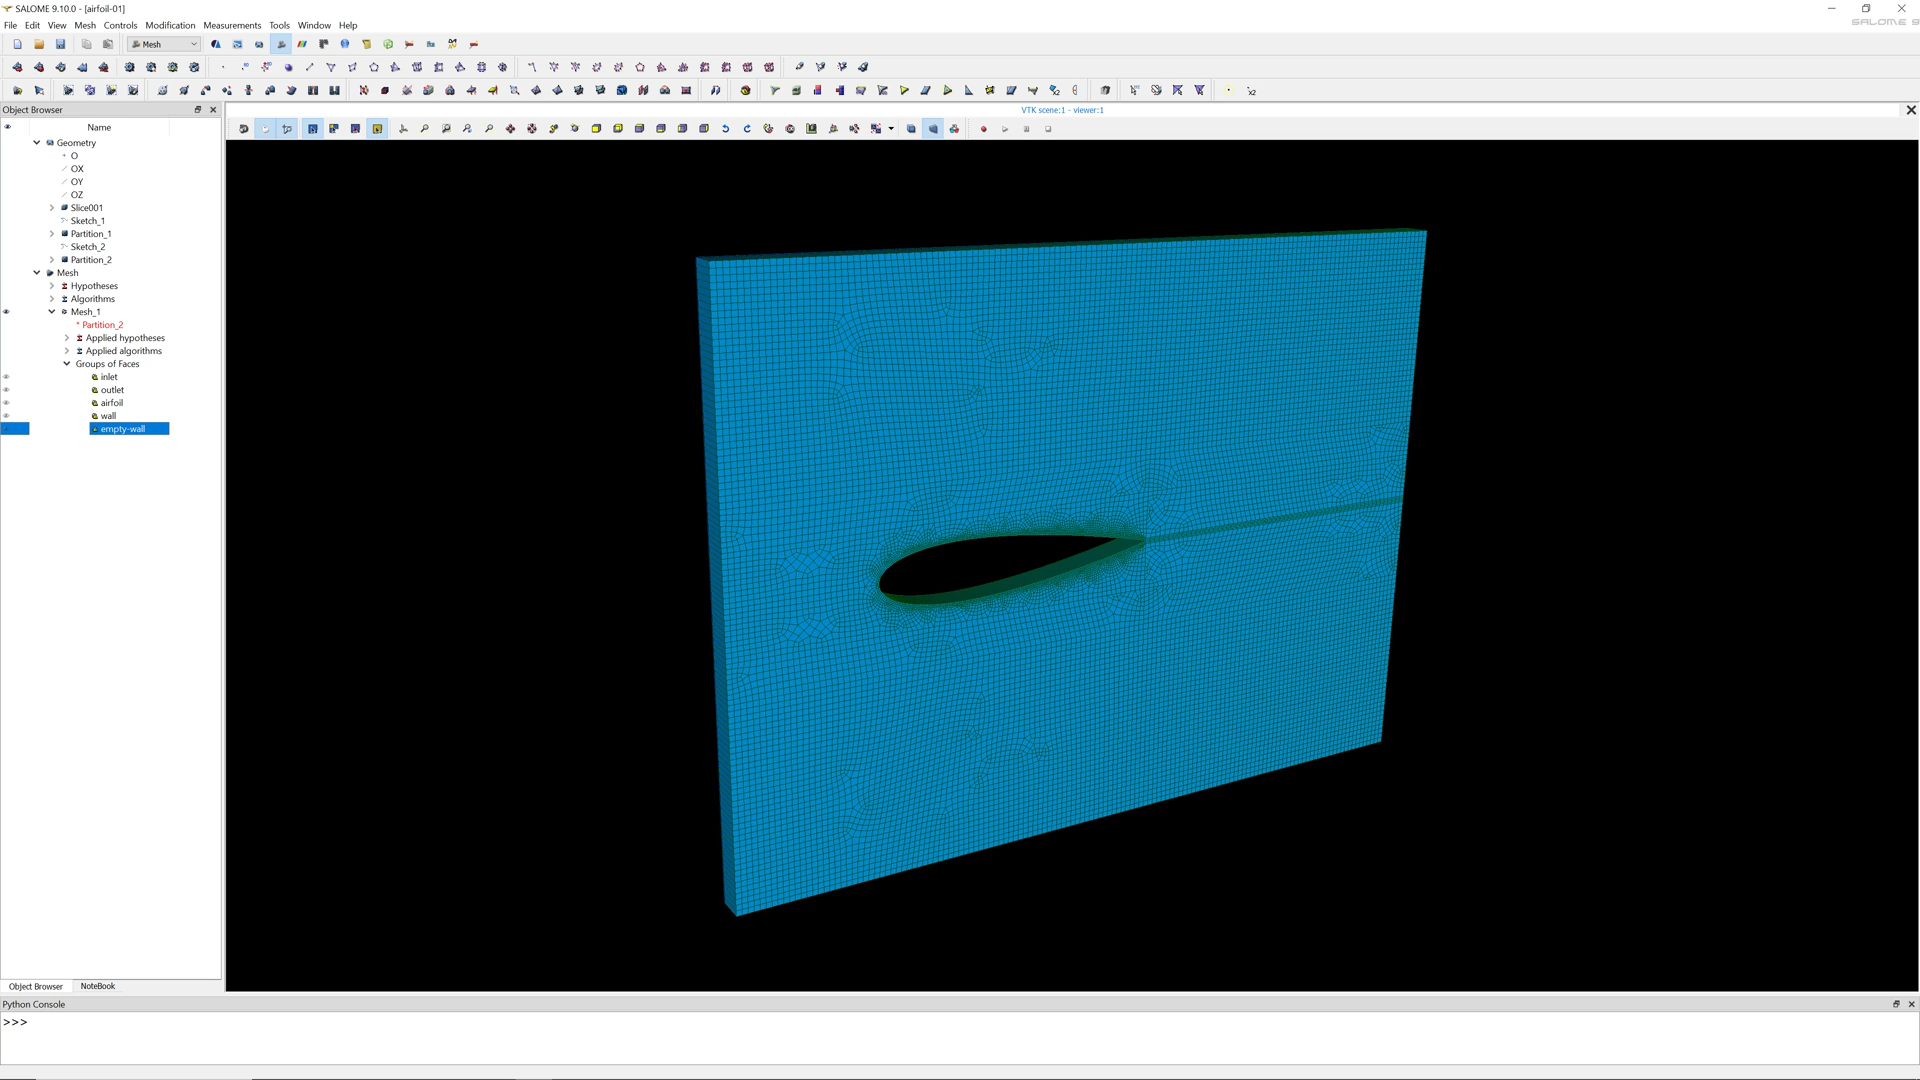 SALOME 9.10.0 - [airfoil-01]
File Edit View Mesh Controls Modification Measurements Tools Window Help
SALOME 9
Mesh
Object Browser
VTK scene:1 - viewer:1
Name
Geometry
O
OX
OY
OZ
Slice001
Sketch_1
Partition_1
Sketch_2
Partition_2
Mesh
Hypotheses
Algorithms
Mesh_1
* Partition_2
Applied hypotheses
Applied algorithms
Groups of Faces
inlet
outlet
airfoil
wall
empty-wall
Object Browser NoteBook
Python Console
>>>